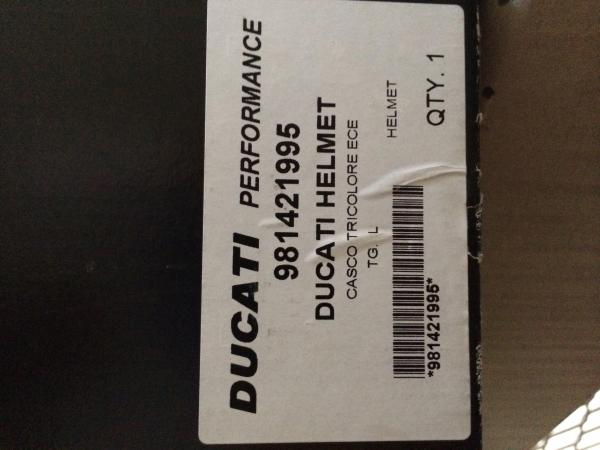 DUCATI PERFORMANCE
981421995
DUCATI HELMET
CASCO TRICOLORE ECE
TG. L
HELMET
*981421995*
QTY. 1